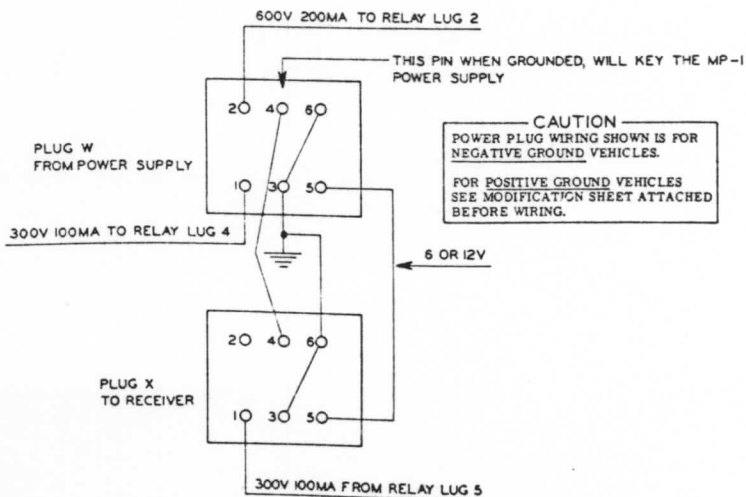 600V 200MA TO RELAY LUG 2
THIS PIN WHEN GROUNDED, WILL KEY THE MP-1
POWER SUPPLY
2 4 6
PLUG W
FROM POWER SUPPLY
1 3 5
CAUTION
POWER PLUG WIRING SHOWN IS FOR
NEGATIVE GROUND VEHICLES.
FOR POSITIVE GROUND VEHICLES
SEE MODIFICATION SHEET ATTACHED
BEFORE WIRING.
300V 100MA TO RELAY LUG 4
6 OR 12V
2 4 6
PLUG X
TO RECEIVER
1 3 5
300V 100MA FROM RELAY LUG 5